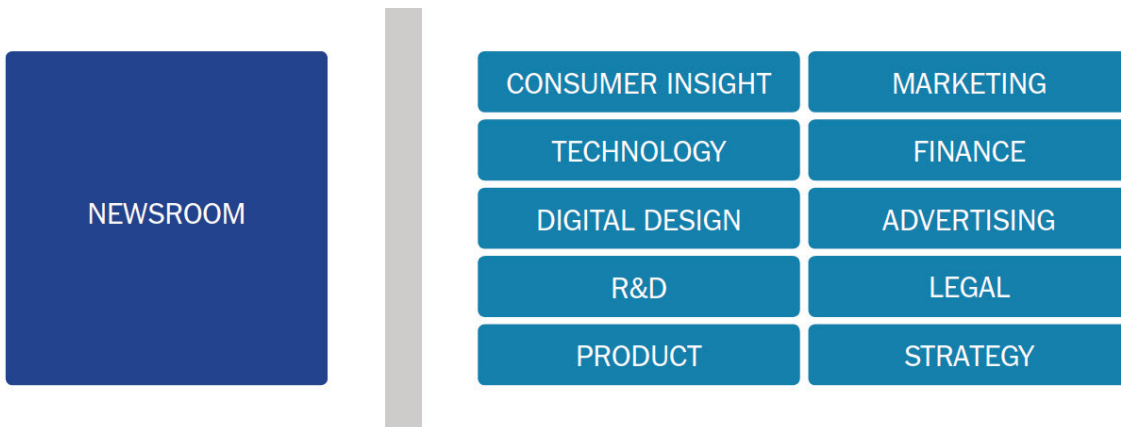 NEWSROOM
CONSUMER INSIGHT
MARKETING
TECHNOLOGY
FINANCE
DIGITAL DESIGN
ADVERTISING
R&D
LEGAL
PRODUCT
STRATEGY